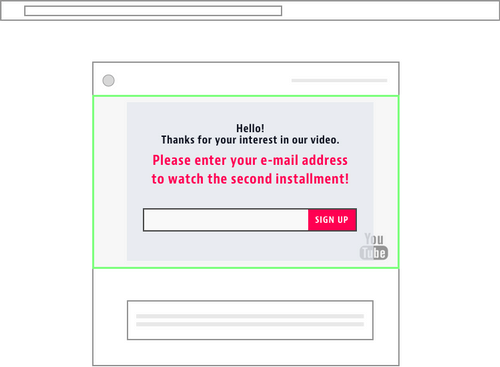 Hello!
Thanks for your interest in our video.
Please enter your e-mail address
to watch the second installment!
SIGN UP
You
Tube